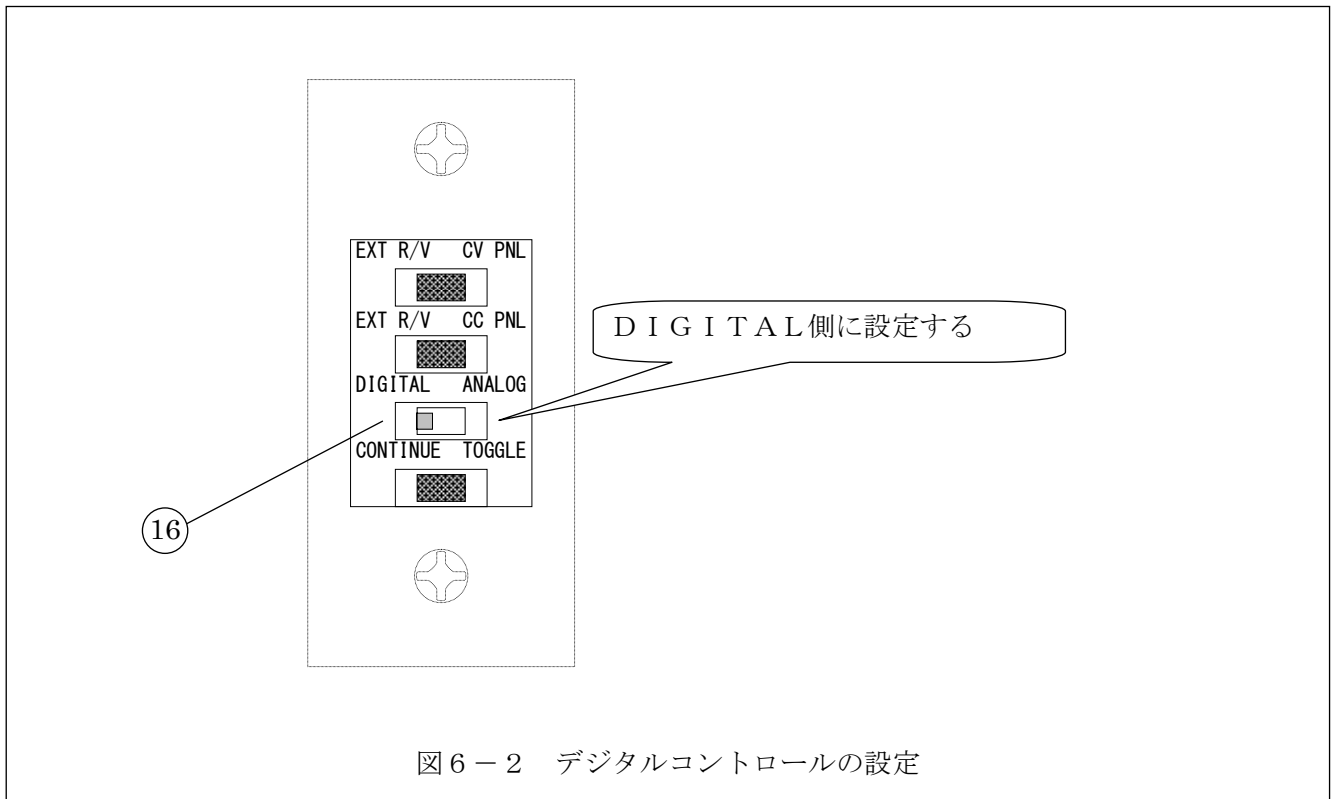 EXT R/V CV PNL
EXT R/V CC PNL
DIGITAL側に設定する
DIGITAL ANALOG
CONTINUE TOGGLE
16
図6-2 デジタルコントロールの設定